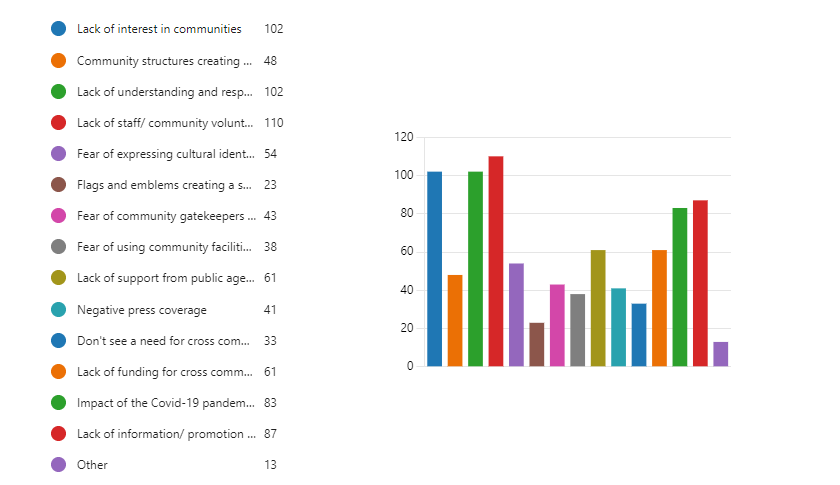 Lack of interest in communities 102
Community structures creating ... 48
Lack of understanding and resp... 102
Lack of staff/ community volunt... 110
Fear of expressing cultural ident... 54
Flags and emblems creating a s... 23
Fear of community gatekeepers ... 43
Fear of using community faciliti... 38
Lack of support from public age... 61
Negative press coverage 41
Don't see a need for cross com... 33
Lack of funding for cross comm... 61
Impact of the Covid-19 pandem... 83
Lack of information/ promotion ... 87
Other 13
120
100
80
60
40
20
0